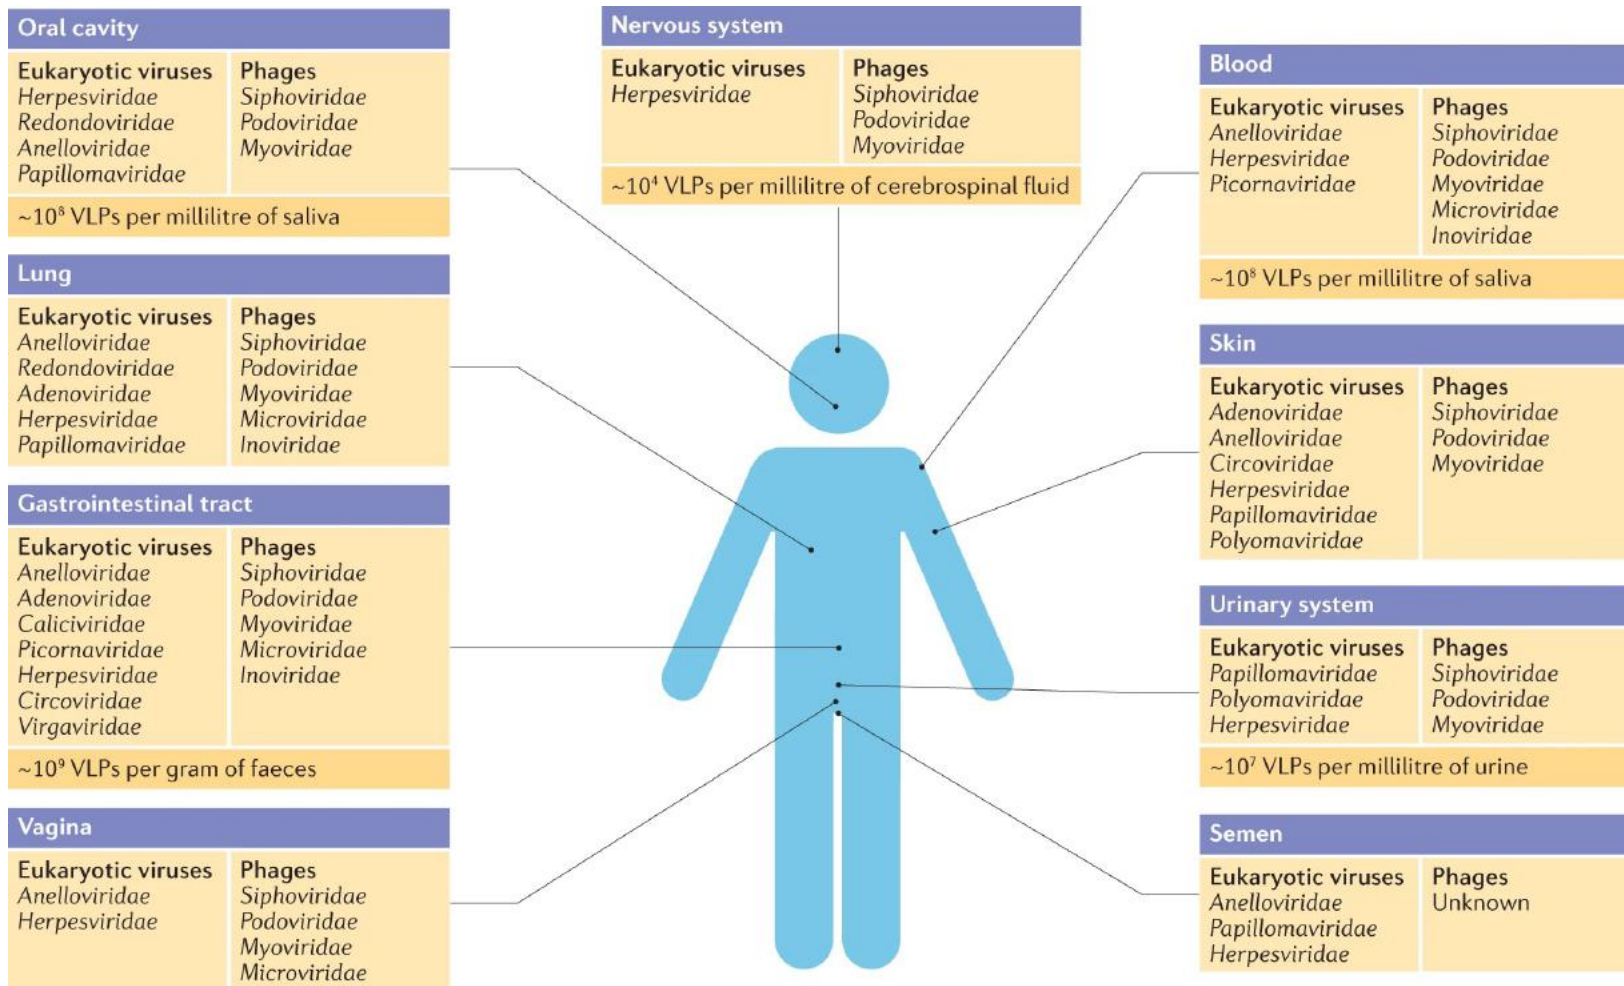 Oral cavity
Eukaryotic viruses
Herpesviridae
Redondoviridae
Anelloviridae
Papillomaviridae
Phages
Siphoviridae
Podoviridae
Myoviridae
~10⁸ VLPs per millilitre of saliva
Lung
Eukaryotic viruses
Anelloviridae
Redondoviridae
Adenoviridae
Herpesviridae
Papillomaviridae
Phages
Siphoviridae
Podoviridae
Myoviridae
Microviridae
Inoviridae
Gastrointestinal tract
Eukaryotic viruses
Anelloviridae
Adenoviridae
Caliciviridae
Picornaviridae
Herpesviridae
Circoviridae
Virgaviridae
Phages
Siphoviridae
Podoviridae
Myoviridae
Microviridae
Inoviridae
~10⁹ VLPs per gram of faeces
Vagina
Eukaryotic viruses
Anelloviridae
Herpesviridae
Phages
Siphoviridae
Podoviridae
Myoviridae
Microviridae
Nervous system
Eukaryotic viruses
Herpesviridae
Phages
Siphoviridae
Podoviridae
Myoviridae
~10⁴ VLPs per millilitre of cerebrospinal fluid
Blood
Eukaryotic viruses
Anelloviridae
Herpesviridae
Picornaviridae
Phages
Siphoviridae
Podoviridae
Myoviridae
Microviridae
Inoviridae
~10⁸ VLPs per millilitre of saliva
Skin
Eukaryotic viruses
Adenoviridae
Anelloviridae
Circoviridae
Herpesviridae
Papillomaviridae
Polyomaviridae
Phages
Siphoviridae
Podoviridae
Myoviridae
Urinary system
Eukaryotic viruses
Papillomaviridae
Polyomaviridae
Herpesviridae
Phages
Siphoviridae
Podoviridae
Myoviridae
~10⁷ VLPs per millilitre of urine
Semen
Eukaryotic viruses
Anelloviridae
Papillomaviridae
Herpesviridae
Phages
Unknown